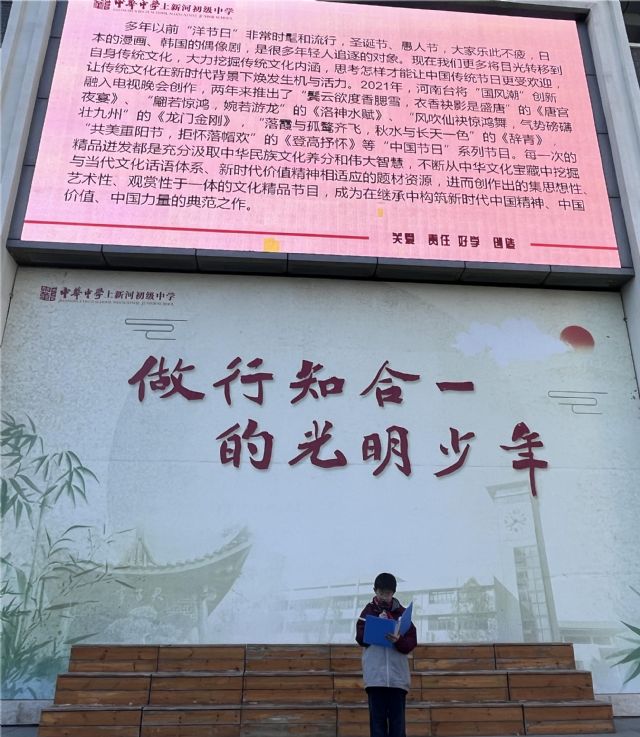 中华中学上新河初级中学
多年以前“洋节日”非常时髦和流行，圣诞节、愚人节，大家乐此不疲，日
本的漫画、韩国的偶像剧，是很多年轻人追逐的对象。现在我们更多将目光转移到
自身传统文化，大力挖掘传统文化内涵，思考怎样才能让中国传统节日更受欢迎，
让传统文化在新时代背景下焕发生机与活力。2021年，河南台将“国风潮”创新
融入电视晚会创作，两年来推出了“鬓云欲度香腮雪，衣香袂影是盛唐”的《唐宫
夜宴》、“翩若惊鸿，婉若游龙”的《洛神水赋》、“风吹仙袂惊鸿舞，气势磅礴
壮九州”的《龙门金刚》，“落霞与孤鹜齐飞，秋水与长天一色”的《辞青》，
“共美重阳节，拒怀落帽欢”的《登高抒怀》等“中国节日”系列节目。每一次的
精品迸发都是充分汲取中华民族文化养分和伟大智慧，不断从中华文化宝藏中挖掘
与当代文化话语体系、新时代价值精神相适应的题材资源，进而创作出的集思想性、
艺术性、观赏性于一体的文化精品节目，成为在继承中构筑新时代中国精神、中国
价值、中国力量的典范之作。
关爱 责任 好学 创造
中华中学上新河初级中学
做行知合一
的光明少年